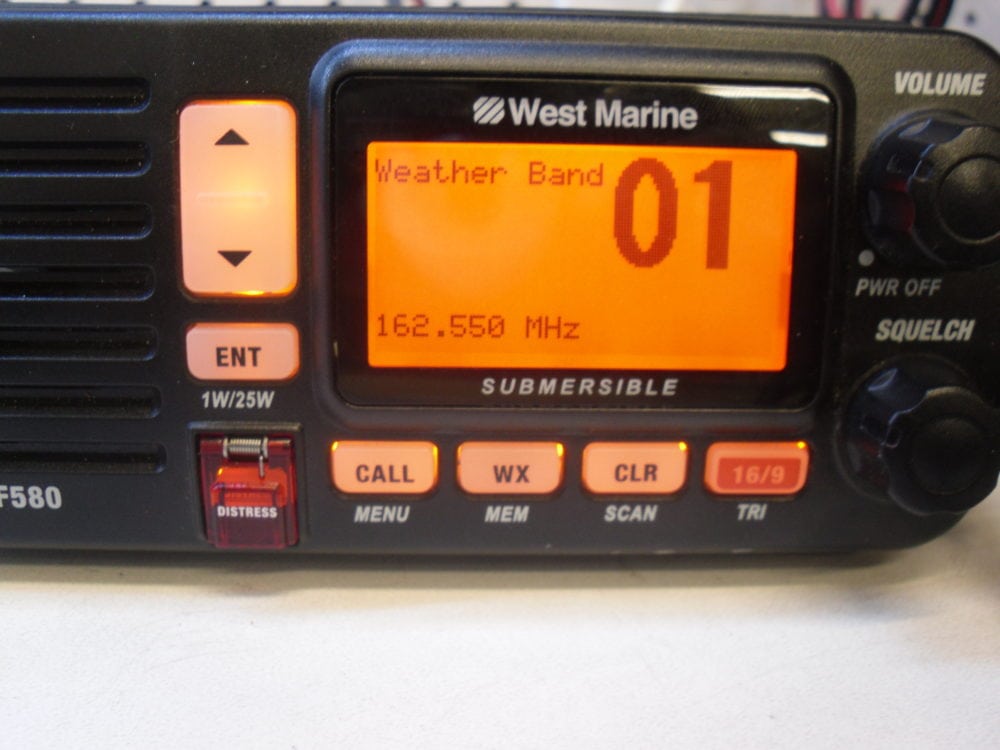 VOLUME
West Marine
Weather Band 01
162.550 MHz
PWR OFF
SQUELCH
SUBMERSIBLE
ENT
1W/25W
CALL
WX
CLR
16/9
MENU
MEM
SCAN
TRI
F580
DISTRESS